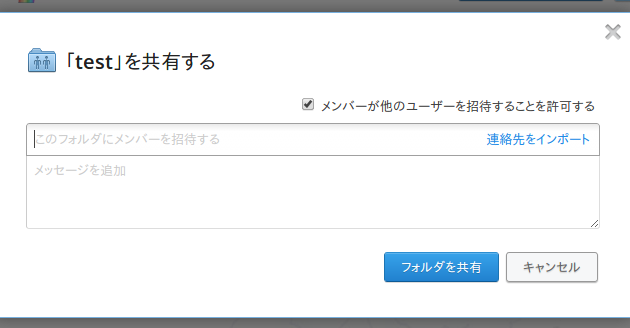 「test」を共有する
メンバーが他のユーザーを招待することを許可する
このフォルダにメンバーを招待する 連絡先をインポート
メッセージを追加
フォルダを共有 キャンセル